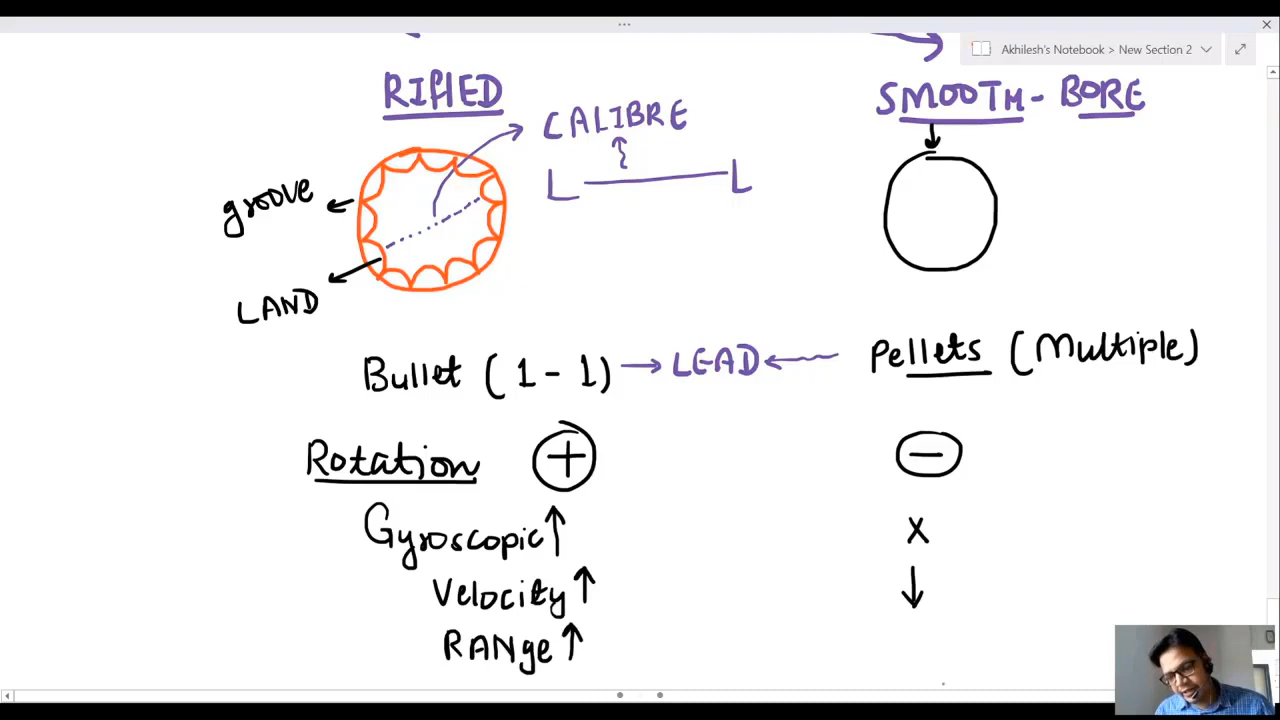 Akhilesh's Notebook > New Section 2
RIFlED
SMOOTH-BORE
CALIBRE
L L
groove
LAND
Bullet (1-1) → LEAD ← Pellets (Multiple)
Rotation + −
Gyroscopic ↑ X
Velocity ↑ ↓
RANge ↑